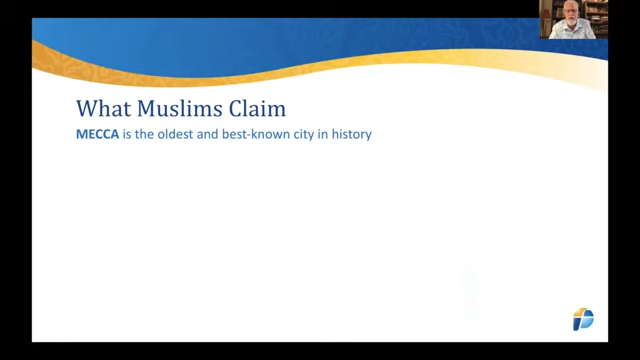 What Muslims Claim
MECCA is the oldest and best-known city in history